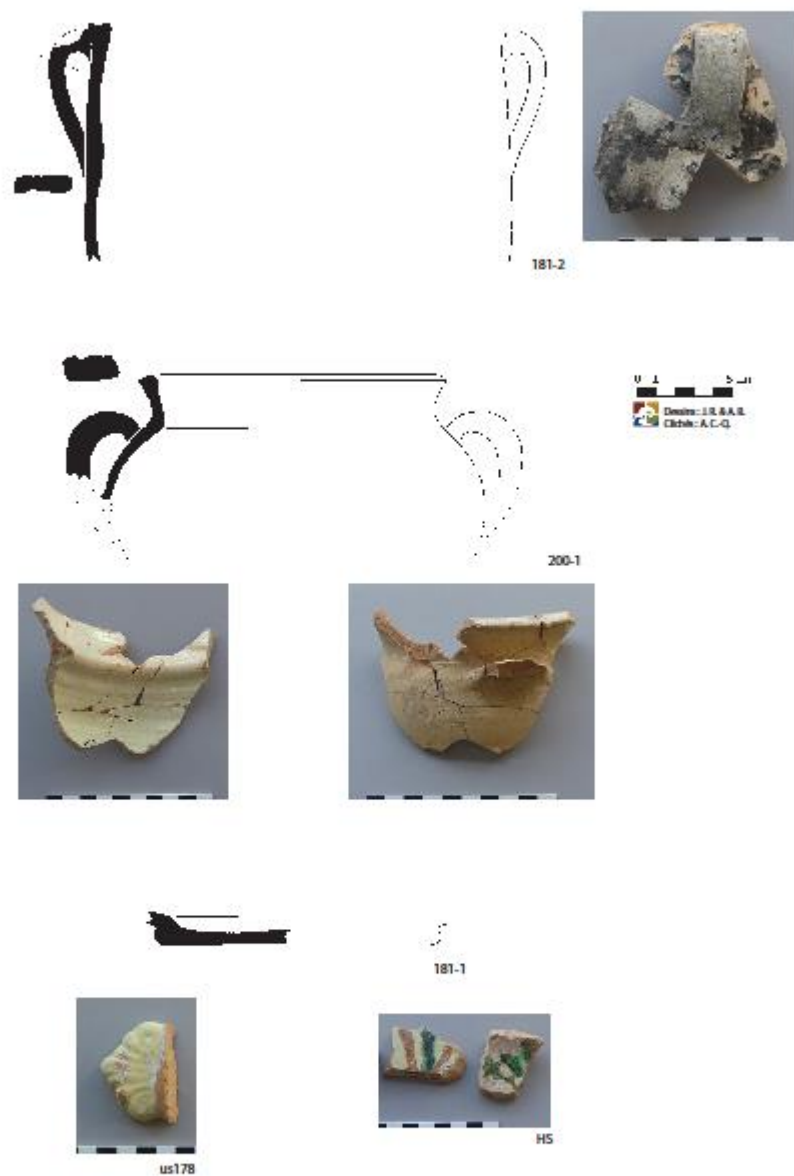 181-2
0 1 5 cm
Dessins : J.R. & A.R.
Clichés : A.C.-Q.
200-1
181-1
us178
HS